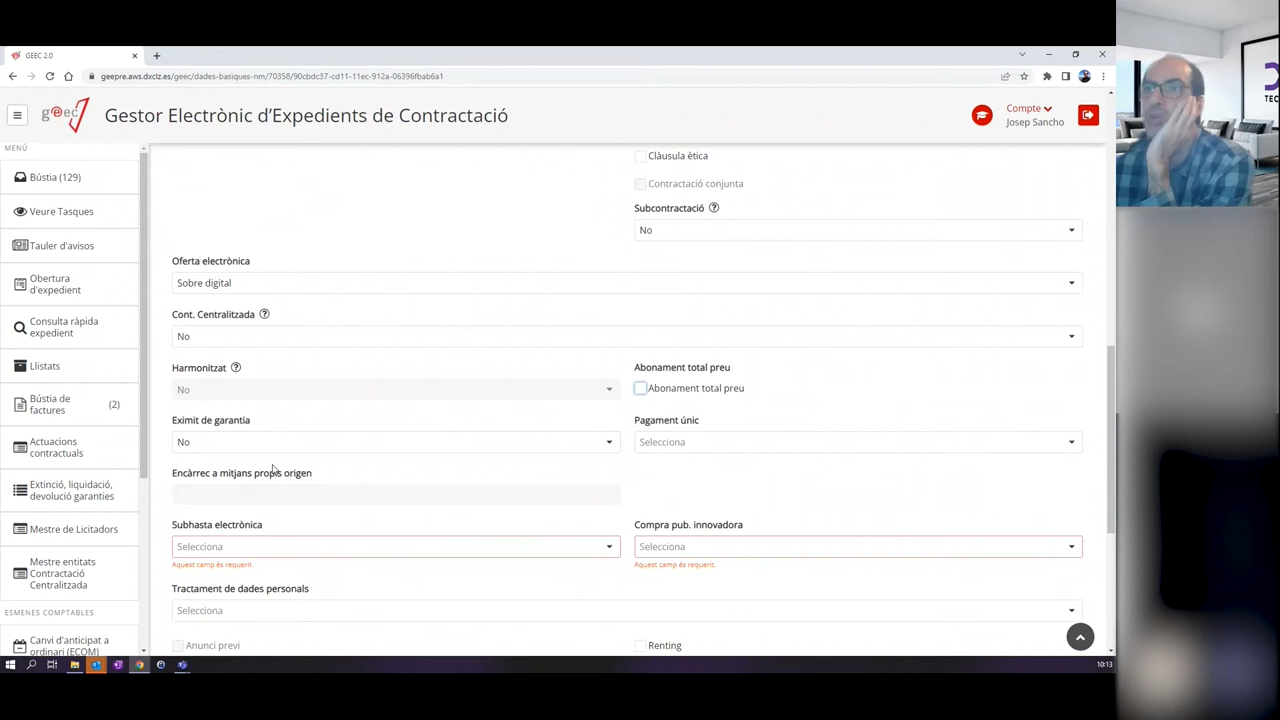 GEEC 2.0
geepre.aws.dxclz.es/geec/dades-basiques-nm/70358/90cbdc37-cd11-11ec-912a-06396fbab6a1
geec
Gestor Electrònic d'Expedients de Contractació
Compte
Josep Sancho
TEC
MENÚ
Bústia (129)
Veure Tasques
Tauler d'avisos
Obertura
d'expedient
Consulta ràpida
expedient
Llistats
Bústia de
factures
(2)
Actuacions
contractuals
Extinció, liquidació,
devolució garanties
Mestre de Licitadors
Mestre entitats
Contractació
Centralitzada
ESMENES COMPTABLES
Canvi d'anticipat a
ordinari (ECOM)
Clàusula ètica
Contractació conjunta
Subcontractació
No
Oferta electrònica
Sobre digital
Cont. Centralitzada
No
Harmonitzat
No
Abonament total preu
Abonament total preu
Eximit de garantia
No
Pagament únic
Selecciona
Encàrrec a mitjans propis origen
Subhasta electrònica
Selecciona
Aquest camp és requerit.
Compra pub. innovadora
Selecciona
Aquest camp és requerit.
Tractament de dades personals
Selecciona
Anunci previ
Renting
10:13